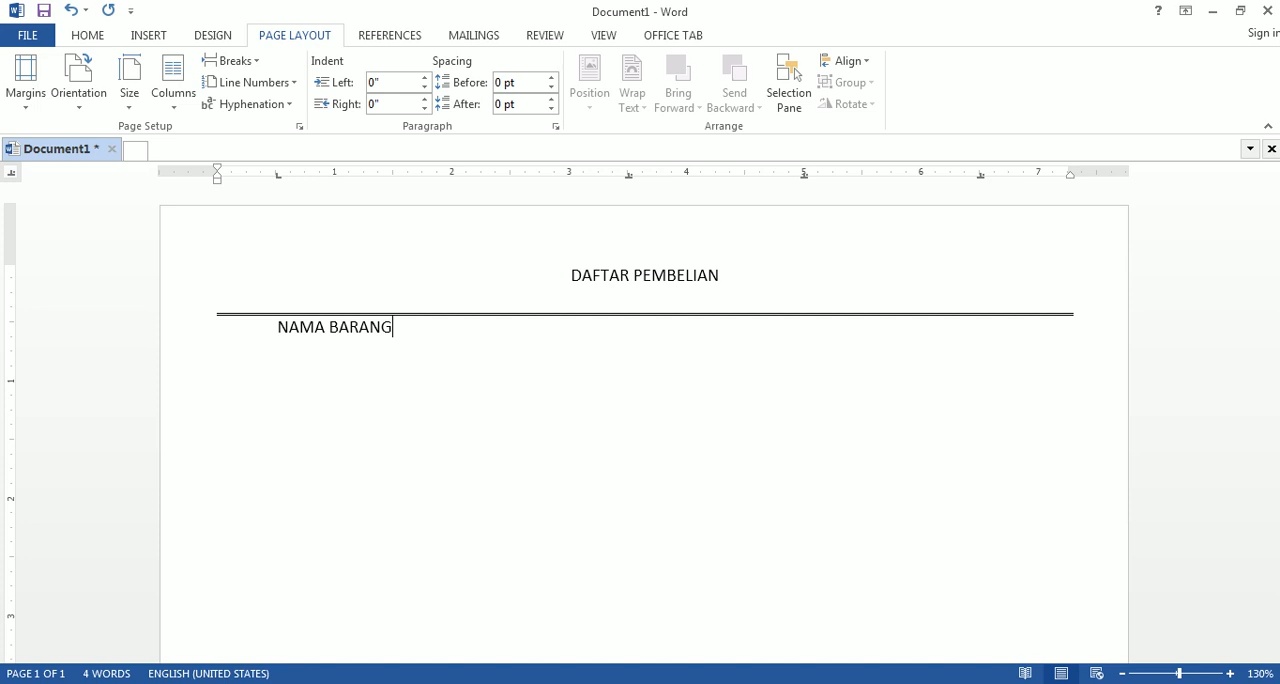 Document1 - Word
FILE HOME INSERT DESIGN PAGE LAYOUT REFERENCES MAILINGS REVIEW VIEW OFFICE TAB Sign in
Margins Orientation Size Columns Breaks Line Numbers Hyphenation
Page Setup
Indent Spacing
Left: 0" Before: 0 pt
Right: 0" After: 0 pt
Paragraph
Position Wrap Text Bring Forward Send Backward Selection Pane Align Group Rotate
Arrange
Document1 *
1 2 3 4 5 6 7
DAFTAR PEMBELIAN
NAMA BARANG
1
2
3
PAGE 1 OF 1 4 WORDS ENGLISH (UNITED STATES) 130%